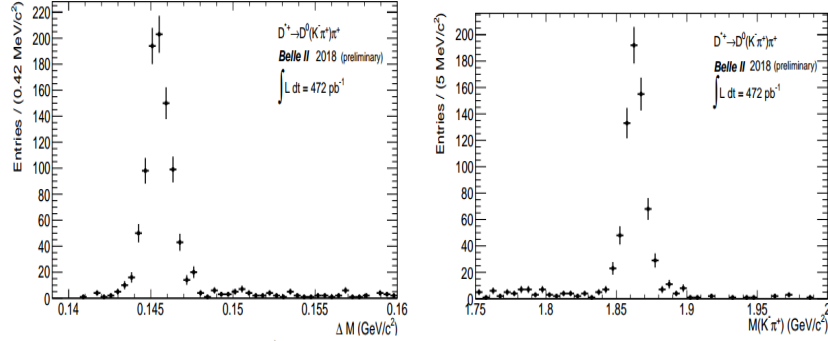 Entries / (0.42 MeV/c²)
220
200
180
160
140
120
100
80
60
40
20
0
D*+→D⁰(K⁻π⁺)π⁺
Belle II 2018 (preliminary)
∫ L dt = 472 pb⁻¹
0.14 0.145 0.15 0.155 0.16
Δ M (GeV/c²)
Entries / (5 MeV/c²)
220
200
180
160
140
120
100
80
60
40
20
0
D*+→D⁰(K⁻π⁺)π⁺
Belle II 2018 (preliminary)
∫ L dt = 472 pb⁻¹
1.75 1.8 1.85 1.9 1.95 2
M(K⁻π⁺) (GeV/c²)